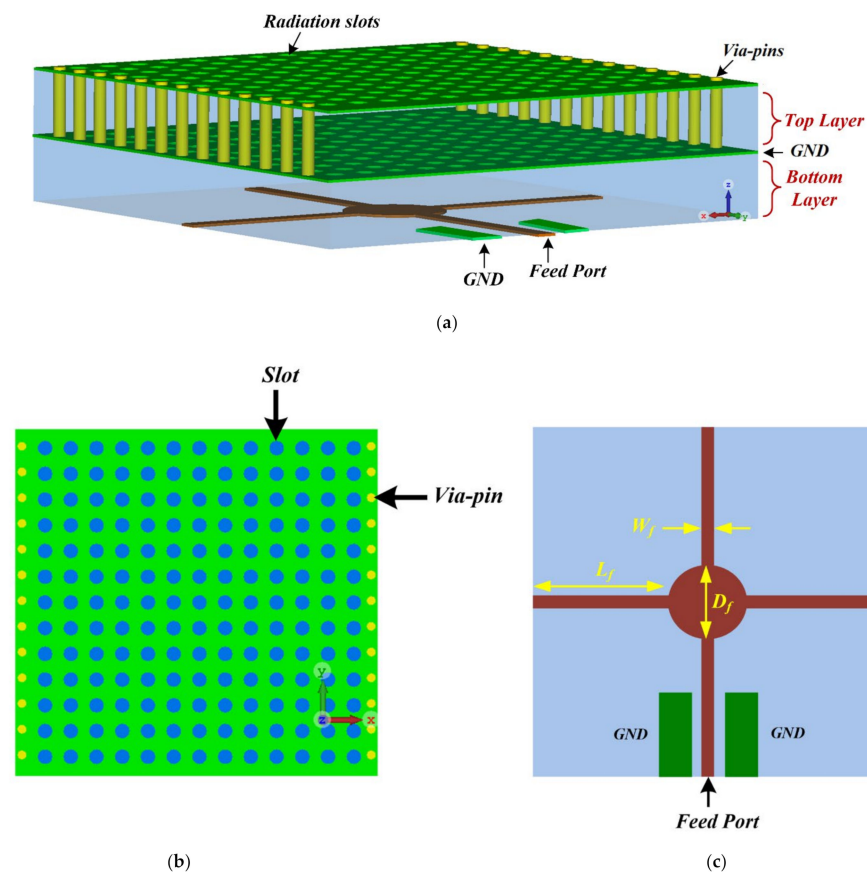 Radiation slots
Via-pins
Top Layer
GND
Bottom
Layer
z
x
y
GND
Feed Port
(a)
Slot
Via-pin
Y
z
x
(b)
W_f
L_f
D_f
GND
GND
Feed Port
(c)